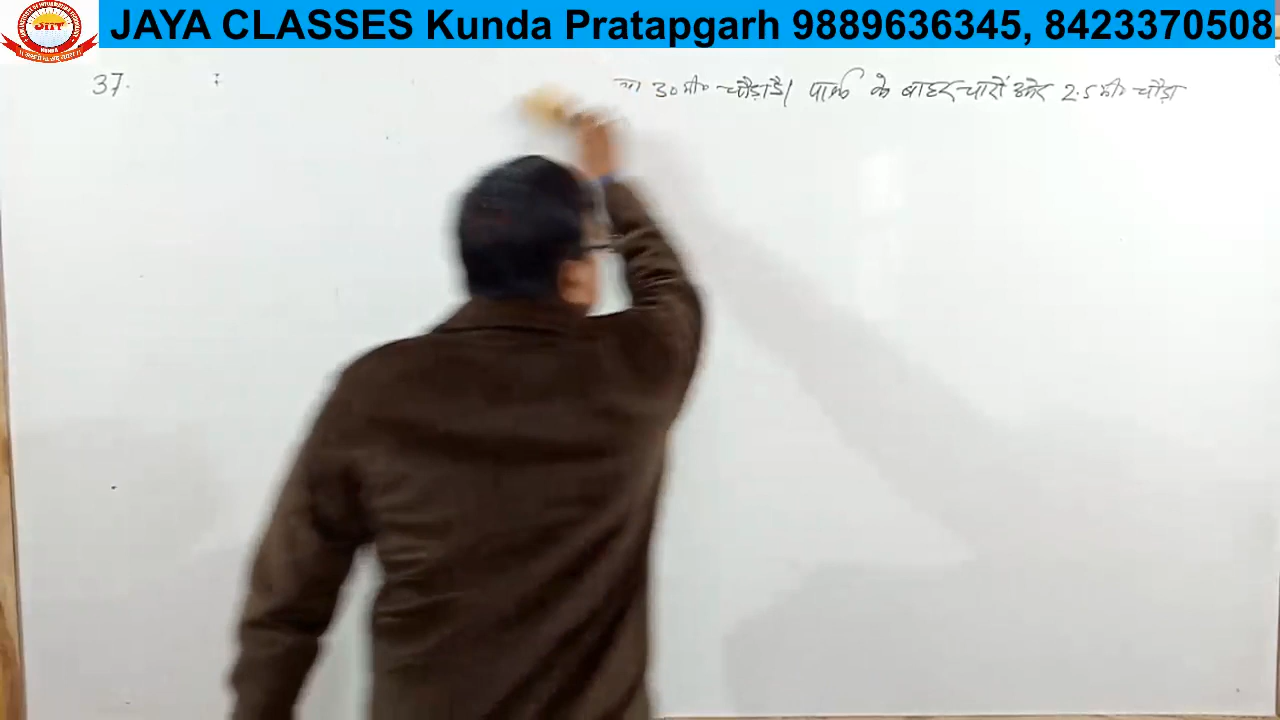 JAYA CLASSES Kunda Pratapgarh 9889636345, 8423370508
37. 30 मी० चौड़ा है। पार्क के बाहर चारों ओर 2.5 मी० चौड़ा